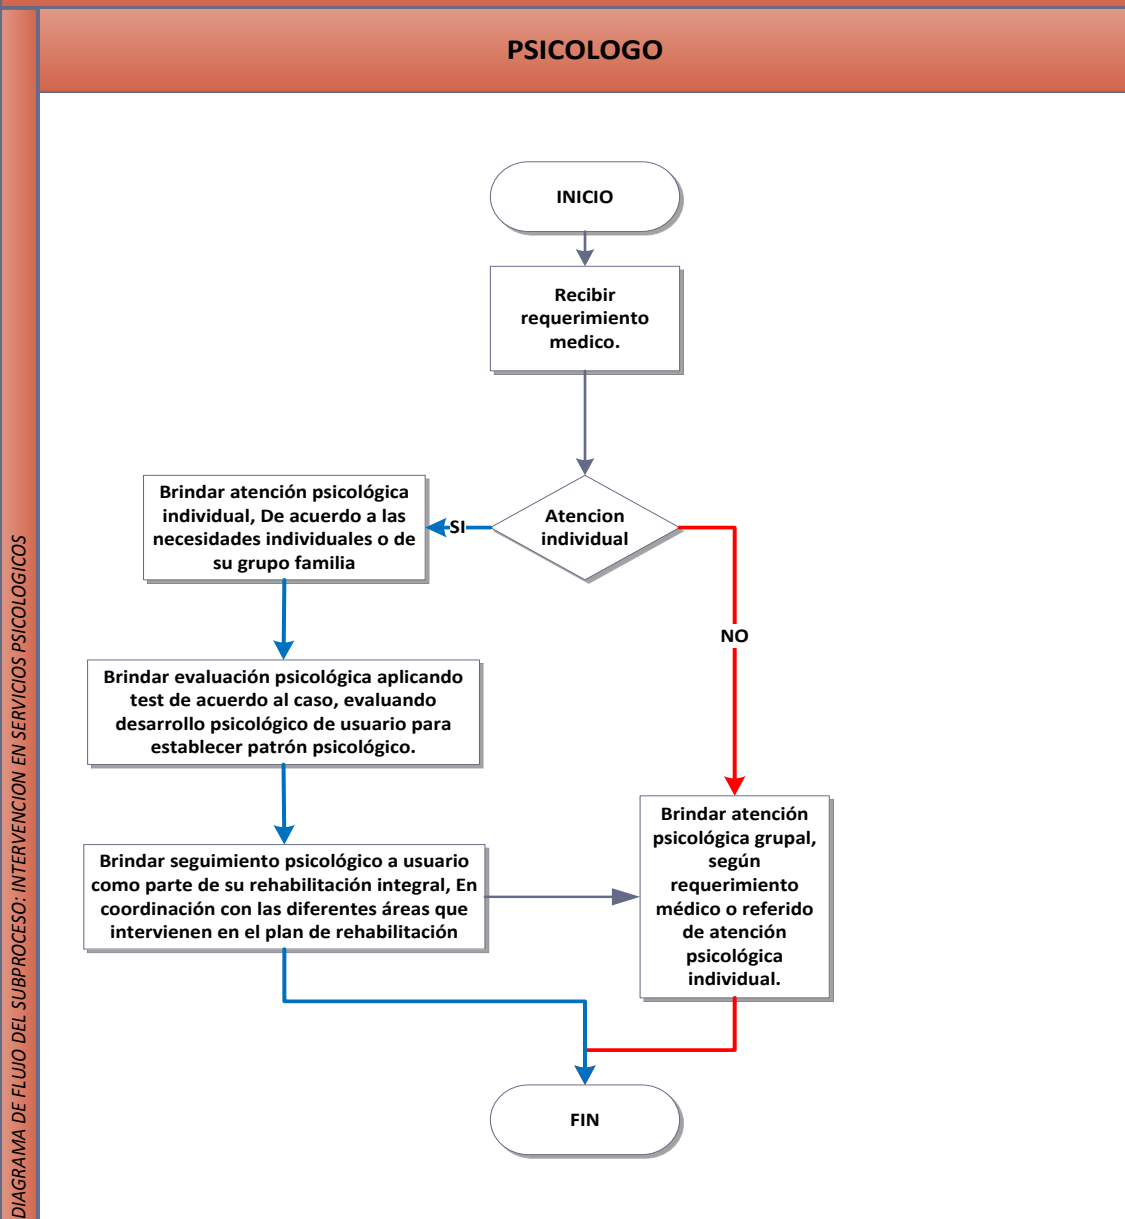 PSICOLOGO
DIAGRAMA DE FLUJO DEL SUBPROCESO: INTERVENCION EN SERVICIOS PSICOLOGICOS
INICIO
Recibir
requerimiento
medico.
Atencion
individual
SI
NO
Brindar atención psicológica
individual, De acuerdo a las
necesidades individuales o de
su grupo familia
Brindar evaluación psicológica aplicando
test de acuerdo al caso, evaluando
desarrollo psicológico de usuario para
establecer patrón psicológico.
Brindar seguimiento psicológico a usuario
como parte de su rehabilitación integral, En
coordinación con las diferentes áreas que
intervienen en el plan de rehabilitación
Brindar atención
psicológica grupal,
según
requerimiento
médico o referido
de atención
psicológica
individual.
FIN